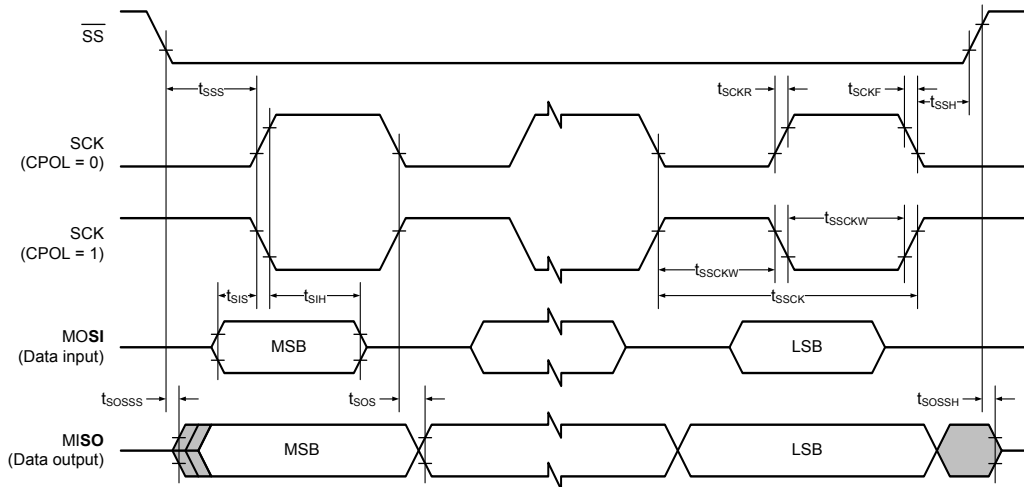 SS
tSSS
tSCKR
tSCKF
tSSH
SCK
(CPOL = 0)
SCK
(CPOL = 1)
tSSCKW
tSSCKW
tSSCK
tSIS
tSIH
MOSI
(Data input)
MSB
LSB
tSOSSS
tSOS
tSOSSH
MISO
(Data output)
MSB
LSB